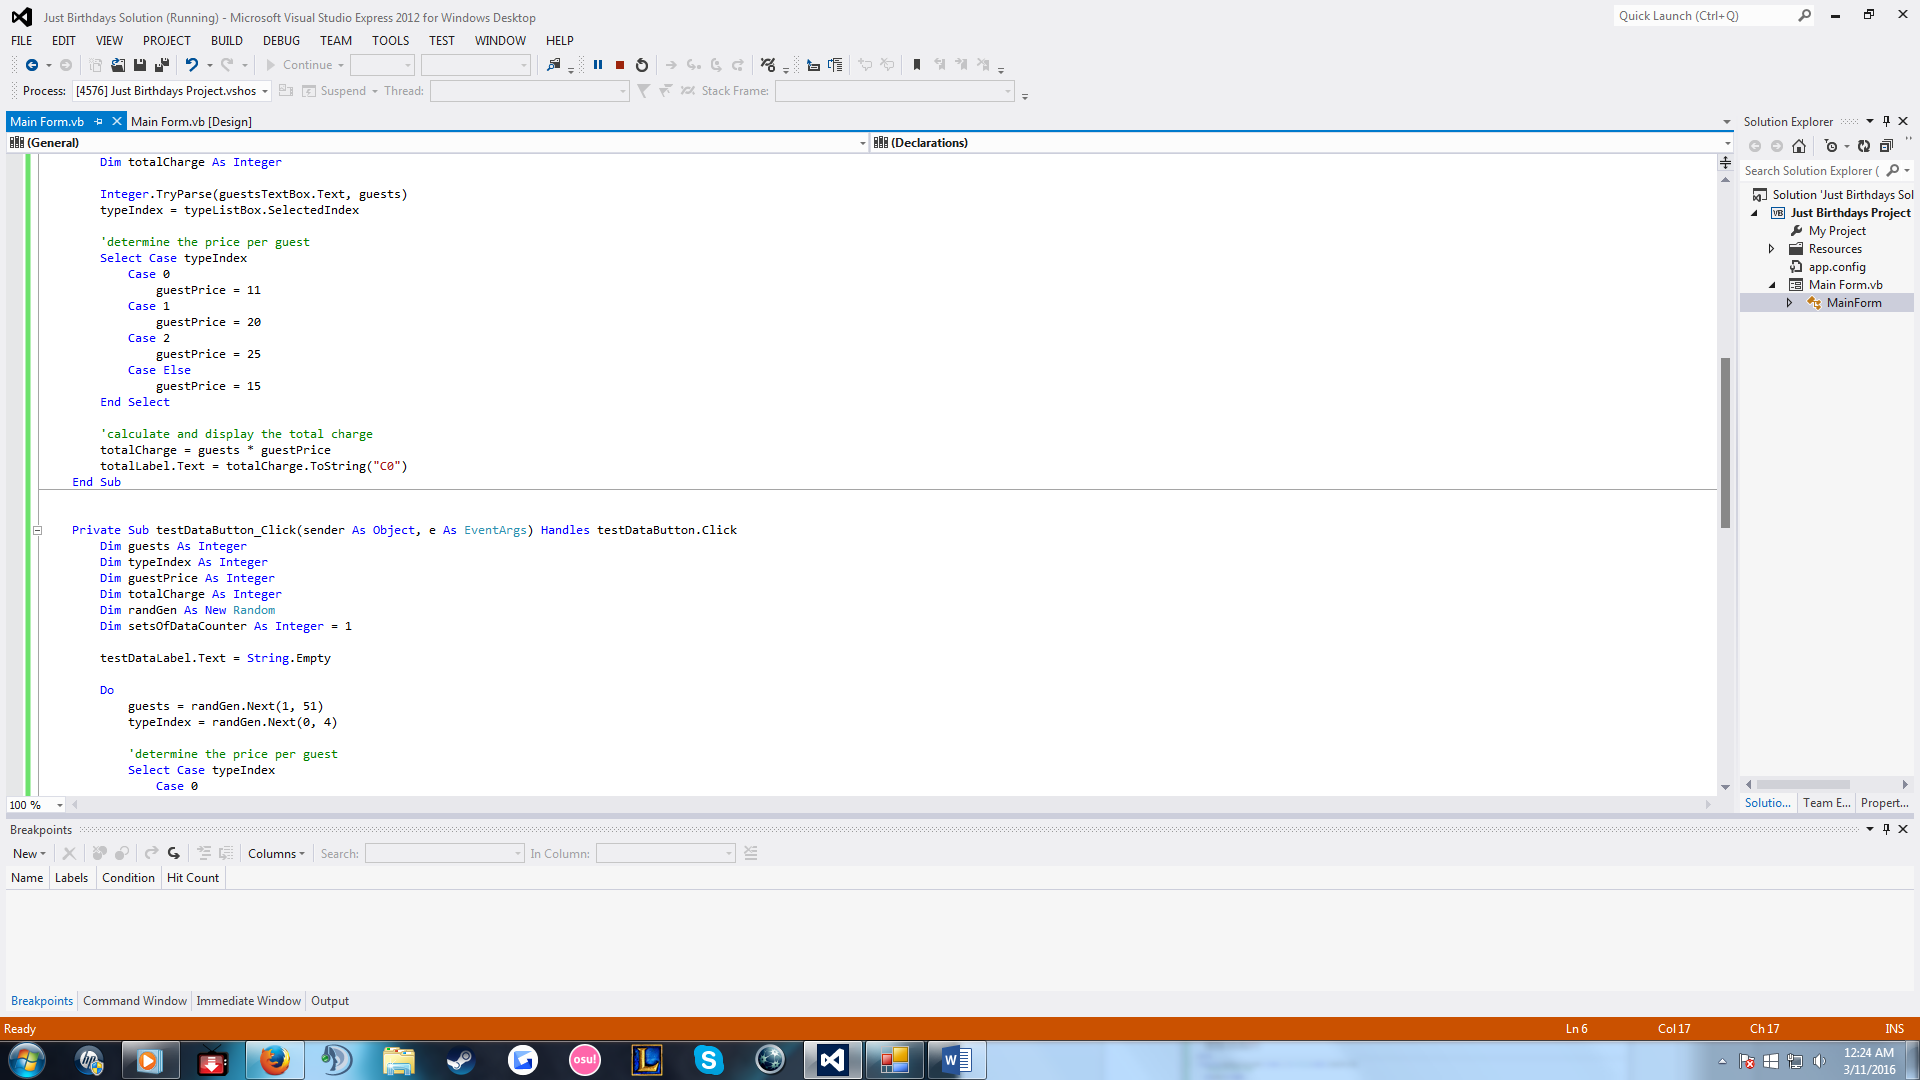 Just Birthdays Solution (Running) - Microsoft Visual Studio Express 2012 for Windows Desktop
Quick Launch (Ctrl+Q)
FILE EDIT VIEW PROJECT BUILD DEBUG TEAM TOOLS TEST WINDOW HELP
Continue
Process: [4576] Just Birthdays Project.vshos Suspend Thread: Stack Frame:
Main Form.vb Main Form.vb [Design]
(General) (Declarations)
Dim totalCharge As Integer
Integer.TryParse(guestsTextBox.Text, guests)
typeIndex = typeListBox.SelectedIndex
'determine the price per guest
Select Case typeIndex
Case 0
guestPrice = 11
Case 1
guestPrice = 20
Case 2
guestPrice = 25
Case Else
guestPrice = 15
End Select
'calculate and display the total charge
totalCharge = guests * guestPrice
totalLabel.Text = totalCharge.ToString("C0")
End Sub
Private Sub testDataButton_Click(sender As Object, e As EventArgs) Handles testDataButton.Click
Dim guests As Integer
Dim typeIndex As Integer
Dim guestPrice As Integer
Dim totalCharge As Integer
Dim randGen As New Random
Dim setsOfDataCounter As Integer = 1
testDataLabel.Text = String.Empty
Do
guests = randGen.Next(1, 51)
typeIndex = randGen.Next(0, 4)
'determine the price per guest
Select Case typeIndex
Case 0
100 %
Solution Explorer
Search Solution Explorer (
Solution 'Just Birthdays Sol
VB Just Birthdays Project
My Project
Resources
app.config
Main Form.vb
MainForm
Solutio... Team E... Propert...
Breakpoints
New Columns Search: In Column:
Name Labels Condition Hit Count
Breakpoints Command Window Immediate Window Output
Ready Ln 6 Col 17 Ch 17 INS
hp osu! L S W
12:24 AM
3/11/2016